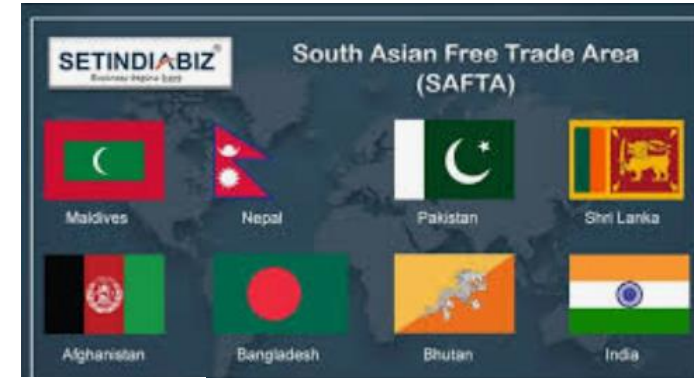 SETINDIABIZ
South Asian Free Trade Area
(SAFTA)
Maldives
Nepal
Pakistan
Shri Lanka
Afghanistan
Bangladesh
Bhutan
India